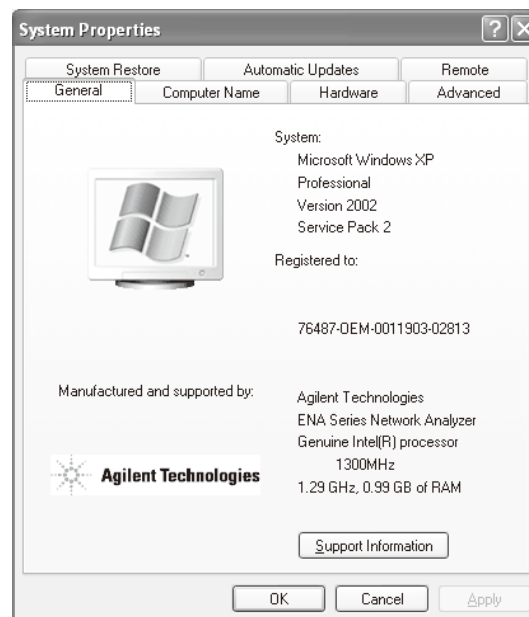 System Properties
System Restore
Automatic Updates
Remote
General
Computer Name
Hardware
Advanced
System:
Microsoft Windows XP
Professional
Version 2002
Service Pack 2
Registered to:
76487-OEM-0011903-02813
Manufactured and supported by:
Agilent Technologies
Agilent Technologies
ENA Series Network Analyzer
Genuine Intel(R) processor
1300MHz
1.29 GHz, 0.99 GB of RAM
Support Information
OK
Cancel
Apply